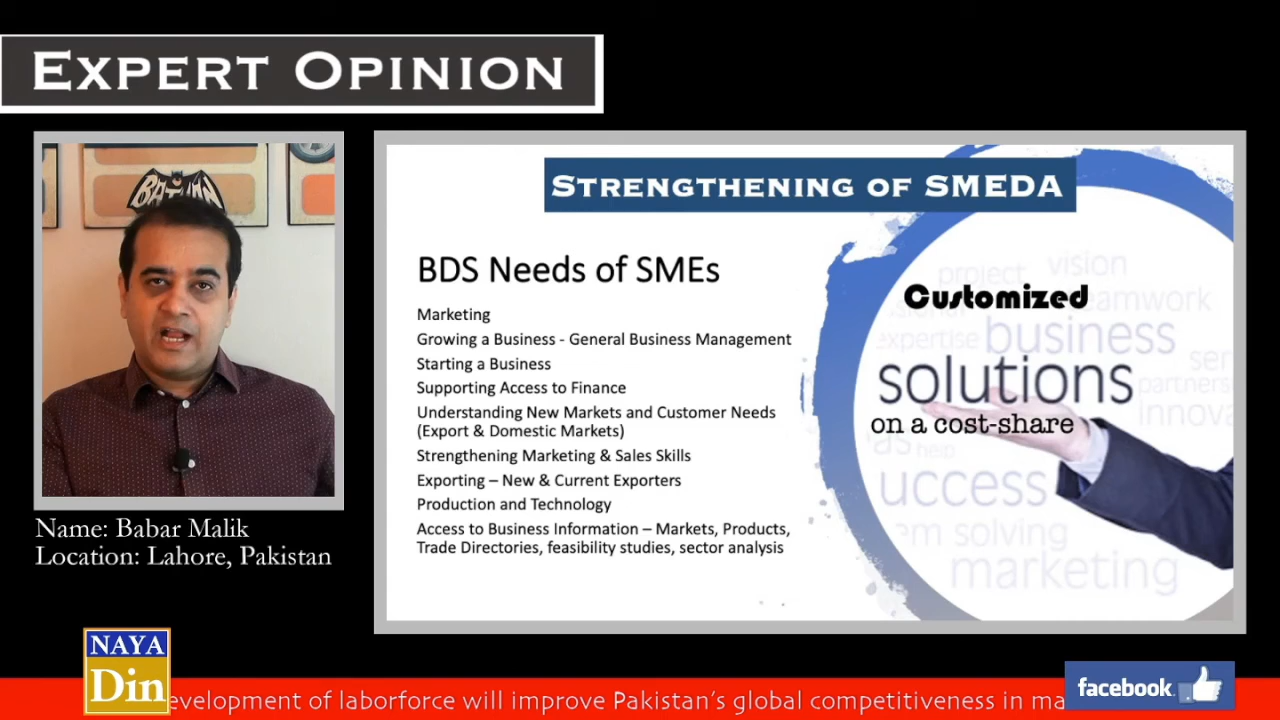 EXPERT OPINION
BATMAN
STRENGTHENING OF SMEDA
BDS Needs of SMEs
Marketing
Growing a Business - General Business Management
Starting a Business
Supporting Access to Finance
Understanding New Markets and Customer Needs
(Export & Domestic Markets)
Strengthening Marketing & Sales Skills
Exporting – New & Current Exporters
Production and Technology
Access to Business Information – Markets, Products,
Trade Directories, feasibility studies, sector analysis
project vision
Customized
teamwork
expertise business
solutions
partners
on a cost-share
help
marketing
Name: Babar Malik
Location: Lahore, Pakistan
NAYA
Din
of laborforce will improve Pakistan's global competitiveness in
facebook